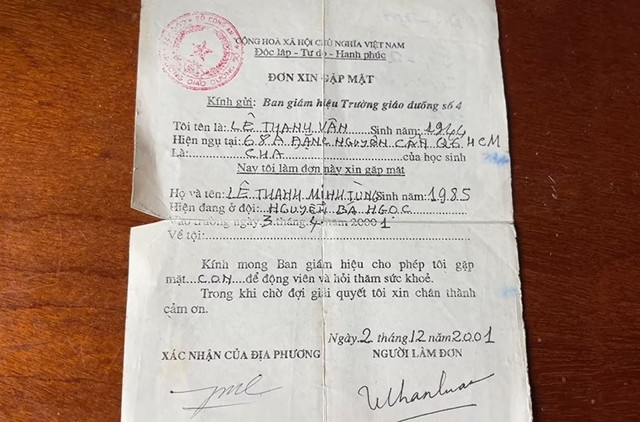 BỘ CÔNG AN
CỘNG HOÀ XÃ HỘI CHỦ NGHĨA VIỆT NAM
Độc lập - Tự do - Hạnh phúc
ĐƠN XIN GẶP MẶT
Kính gửi: Ban giám hiệu Trường giáo dưỡng số 4
Tôi tên là: LÊ THANH VÂN Sinh năm: 1944
Hiện ngụ tại: 68A ĐẶNG NGUYÊN CẨN Q6 HCM
Là: CHA của học sinh
Nay tôi làm đơn này xin gặp mặt
Họ và tên: LÊ THANH MINH TÙNG Sinh năm: 1985
Hiện đang ở đội: NGUYỄN BÁ NGỌC
Vào trường ngày 3 tháng 4 năm 2001
Về tội:
Kính mong Ban giám hiệu cho phép tôi gặp
mặt CON để động viên và hỏi thăm sức khoẻ.
Trong khi chờ đợi giải quyết tôi xin chân thành
cảm ơn.
Ngày 2 tháng 12 năm 2001
XÁC NHẬN CỦA ĐỊA PHƯƠNG NGƯỜI LÀM ĐƠN